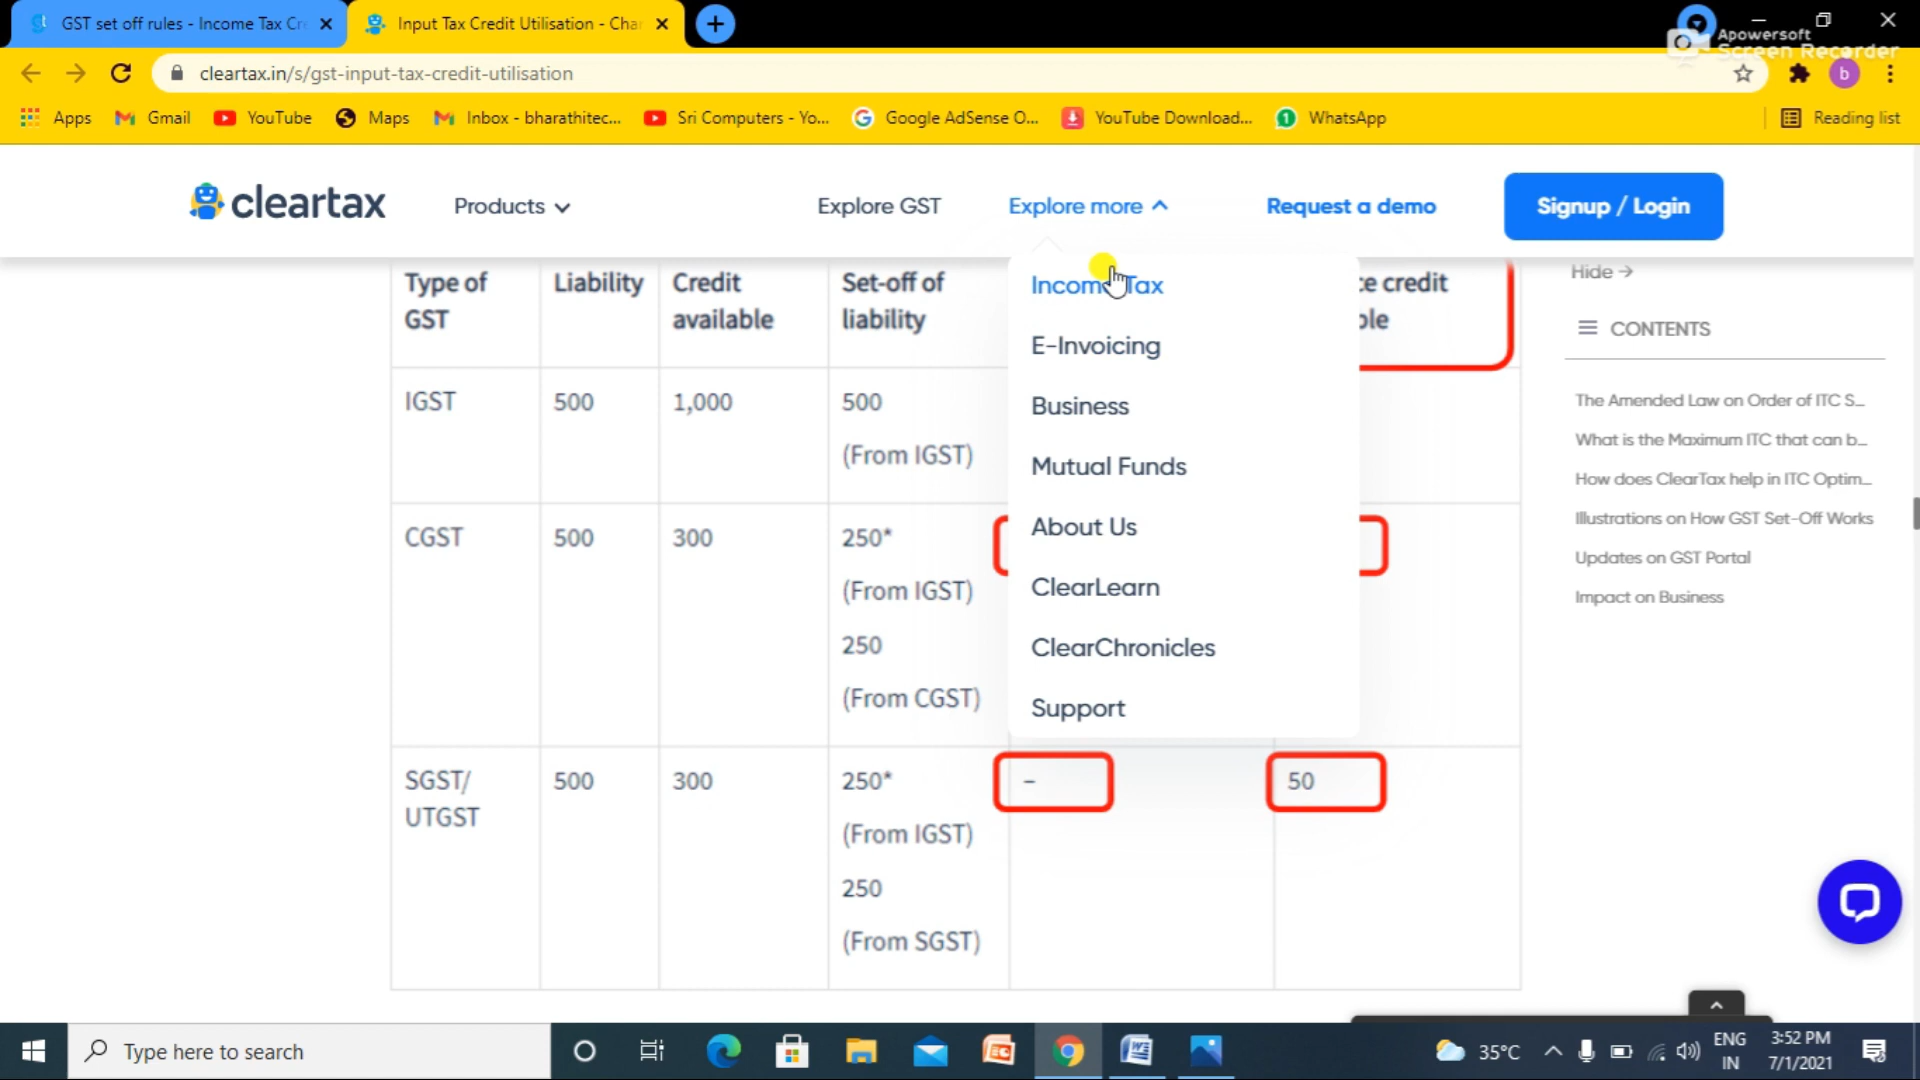 GST set off rules - Income Tax Cr
Input Tax Credit Utilisation - Cha
Apowersoft
Screen Recorder
cleartax.in/s/gst-input-tax-credit-utilisation
b
Apps
Gmail
YouTube
Maps
Inbox - bharathitec...
Sri Computers - Yo...
Google AdSense O...
YouTube Download...
1
WhatsApp
Reading list
cleartax
Products
Explore GST
Explore more
Request a demo
Signup / Login
Type of GST
Liability
Credit available
Set-off of liability
ce credit
ble
IGST
500
1,000
500
(From IGST)
CGST
500
300
250*
(From IGST)
250
(From CGST)
SGST/
UTGST
500
300
250*
(From IGST)
250
(From SGST)
–
50
Income Tax
E-Invoicing
Business
Mutual Funds
About Us
ClearLearn
ClearChronicles
Support
Hide →
CONTENTS
The Amended Law on Order of ITC S...
What is the Maximum ITC that can b...
How does ClearTax help in ITC Optim...
Illustrations on How GST Set-Off Works
Updates on GST Portal
Impact on Business
Type here to search
35°C
ENG
IN
3:52 PM
7/1/2021